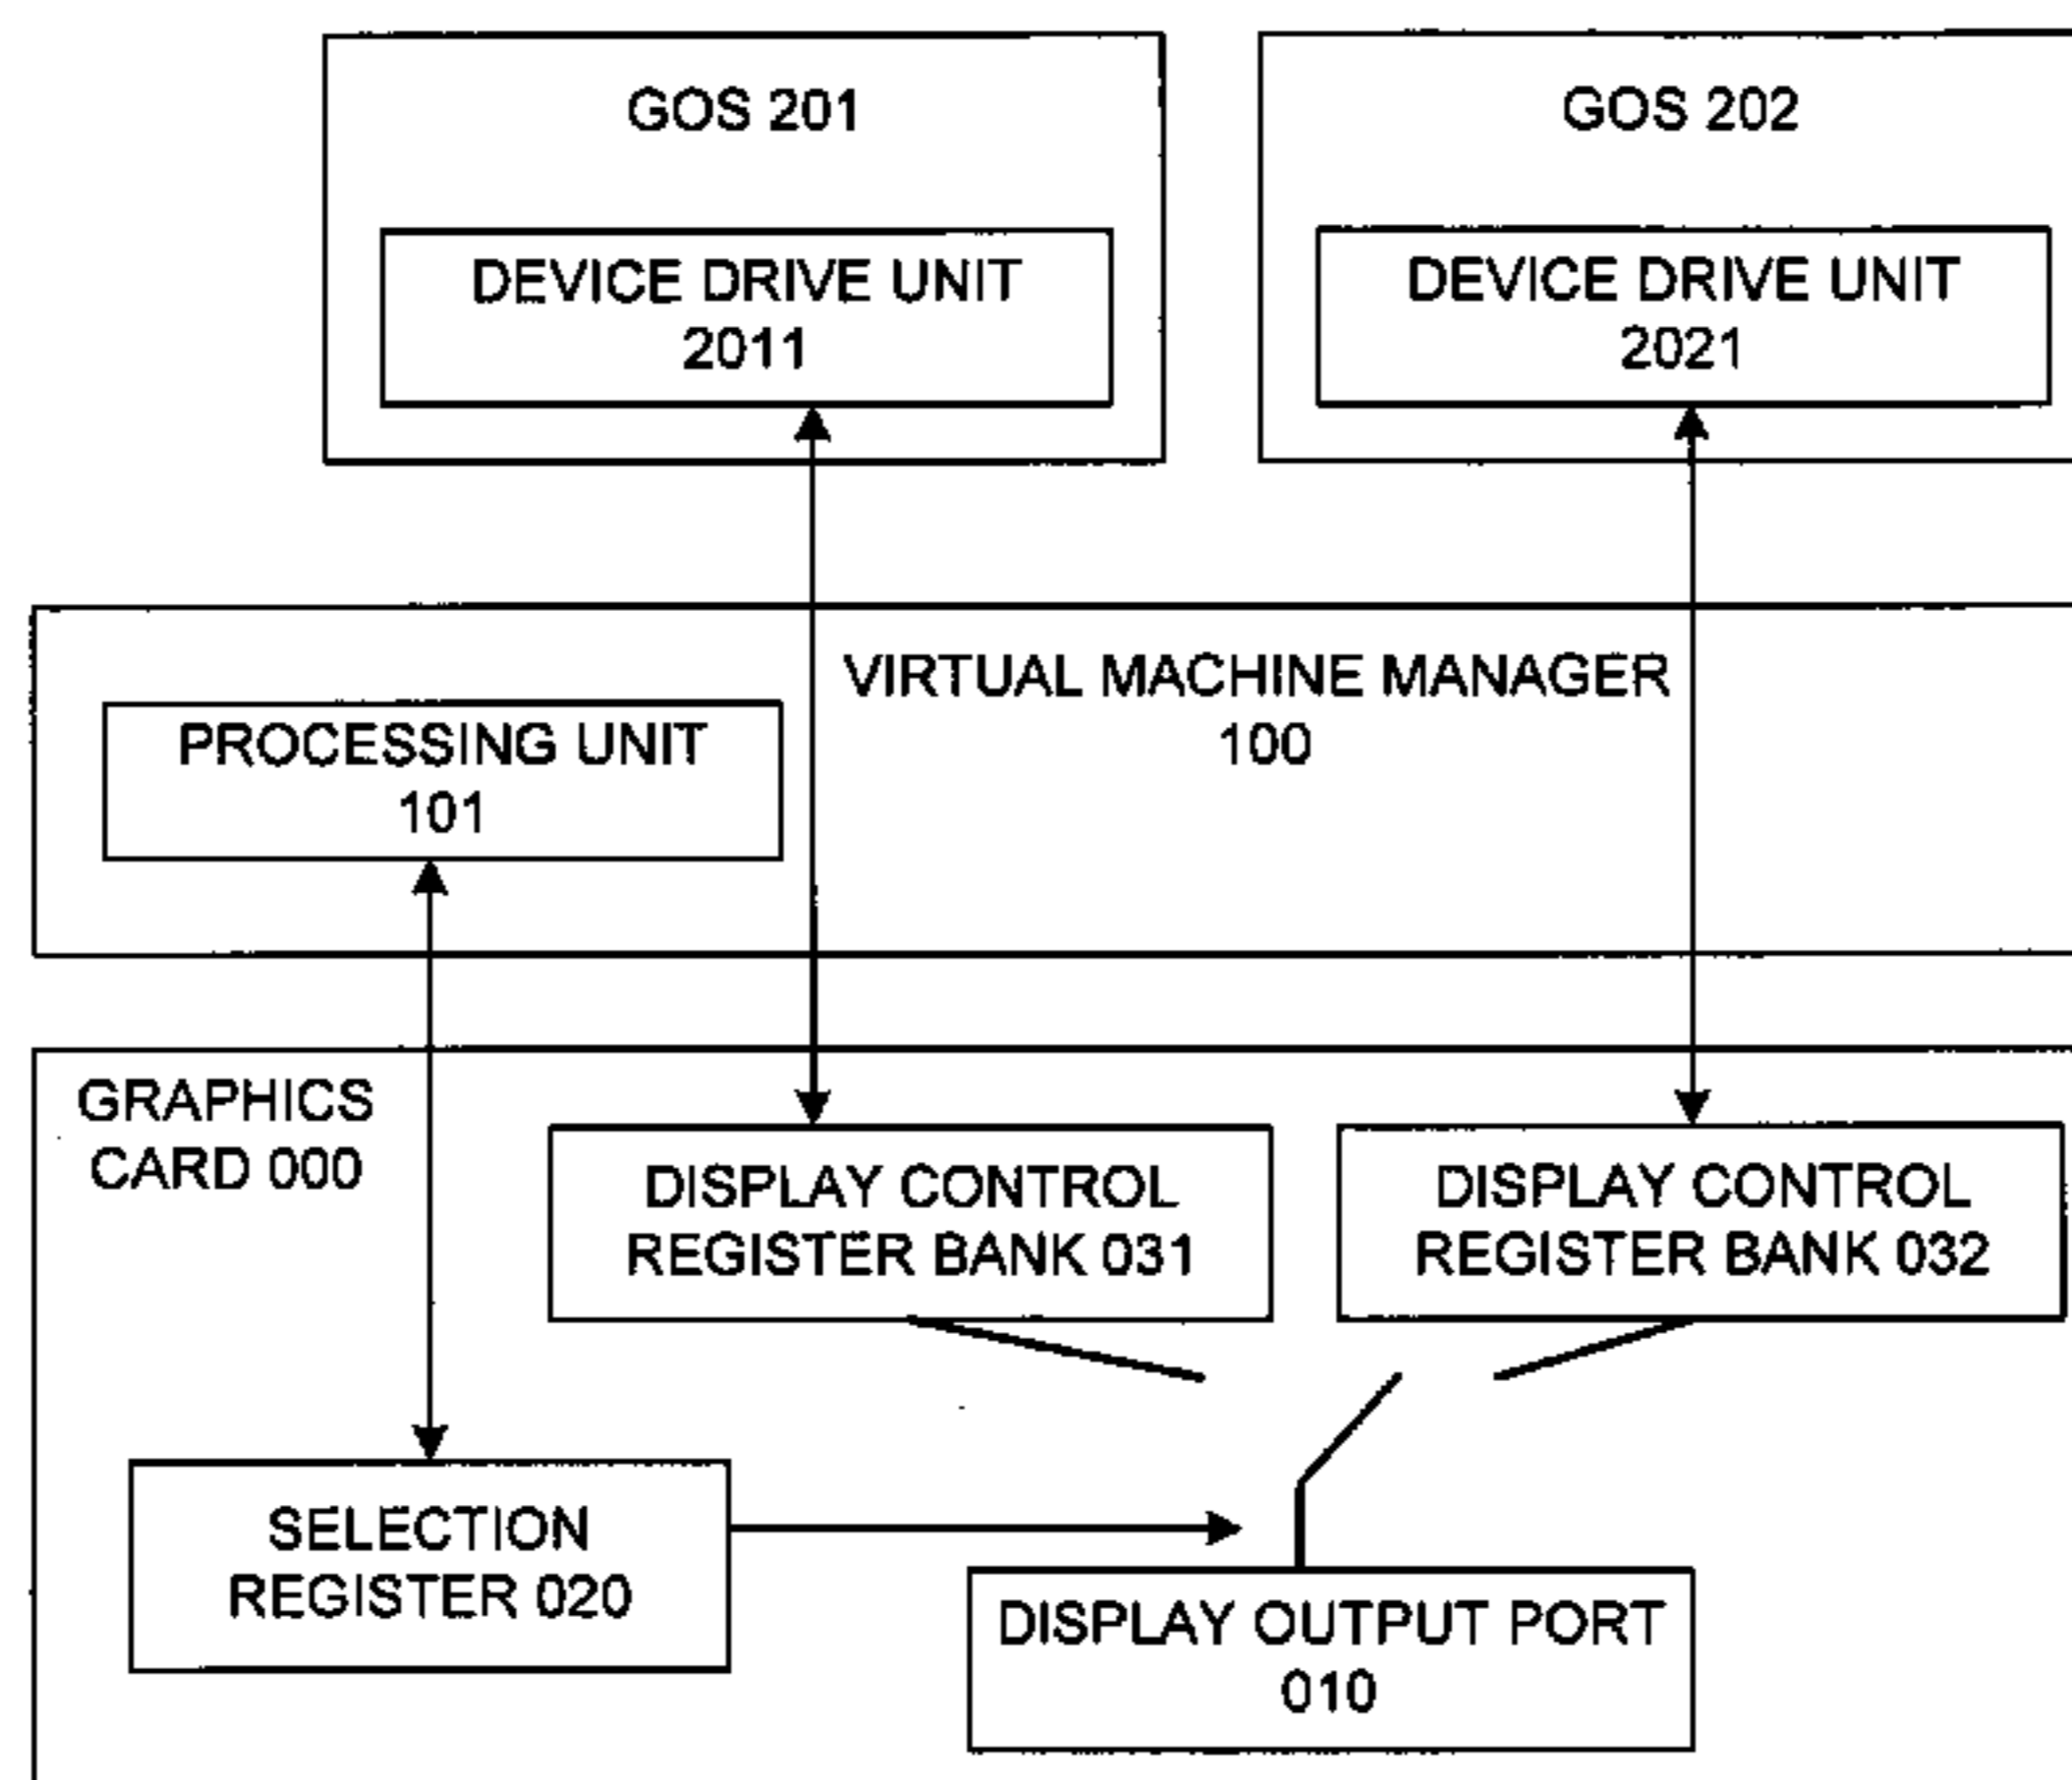 GOS 201
DEVICE DRIVE UNIT
2011
GOS 202
DEVICE DRIVE UNIT
2021
VIRTUAL MACHINE MANAGER
100
PROCESSING UNIT
101
GRAPHICS
CARD 000
DISPLAY CONTROL
REGISTER BANK 031
DISPLAY CONTROL
REGISTER BANK 032
SELECTION
REGISTER 020
DISPLAY OUTPUT PORT
010